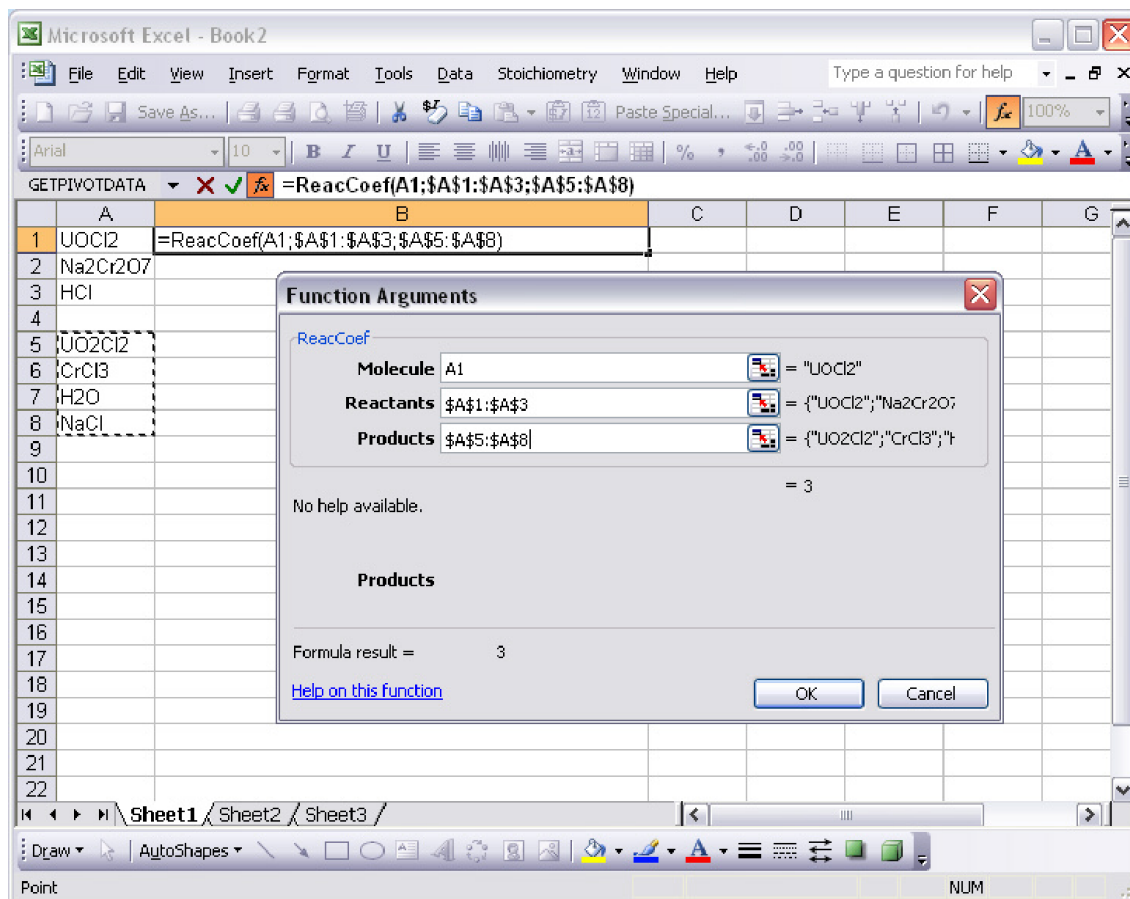 Microsoft Excel - Book2
File Edit View Insert Format Tools Data Stoichiometry Window Help Type a question for help
Save As... Paste Special... 100%
Arial 10 B I U % , .00
GETPIVOTDATA fx =ReacCoef(A1;$A$1:$A$3;$A$5:$A$8)
A B C D E F G
1 UOCl2 =ReacCoef(A1;$A$1:$A$3;$A$5:$A$8)
2 Na2Cr2O7
3 HCl
Function Arguments
4
5 UO2Cl2
ReacCoef
6 CrCl3
Molecule A1 = "UOCl2"
7 H2O
Reactants $A$1:$A$3 = {"UOCl2";"Na2Cr2O7
8 NaCl
Products $A$5:$A$8 = {"UO2Cl2";"CrCl3";"H
9
10
= 3
11
No help available.
12
13
14
Products
15
16
17
Formula result = 3
18
Help on this function OK Cancel
19
20
21
22
Sheet1 Sheet2 Sheet3
Draw AutoShapes A
Point NUM